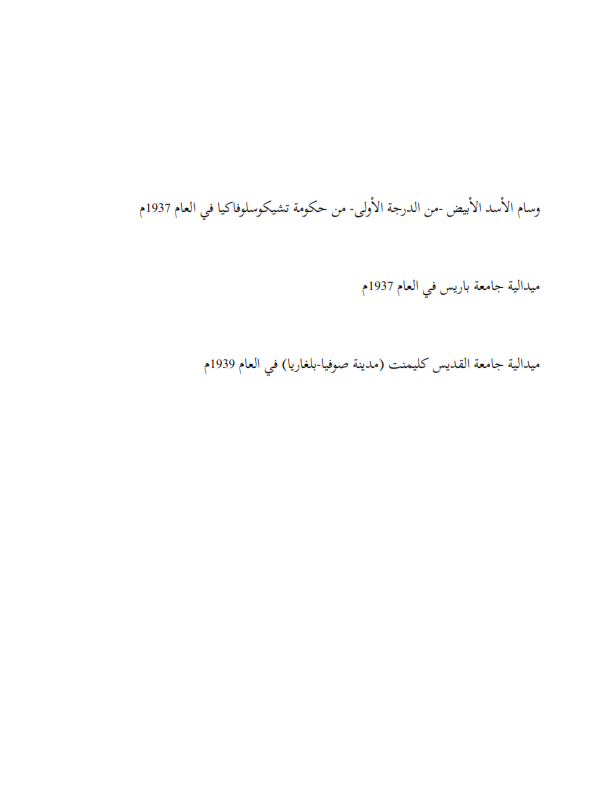 وسام الأسد الأبيض -من الدرجة الأولى- من حكومة تشيكوسلوفاكيا في العام 1937م
ميدالية جامعة باريس في العام 1937م
ميدالية جامعة القديس كليمنت (مدينة صوفيا-بلغاريا) في العام 1939م